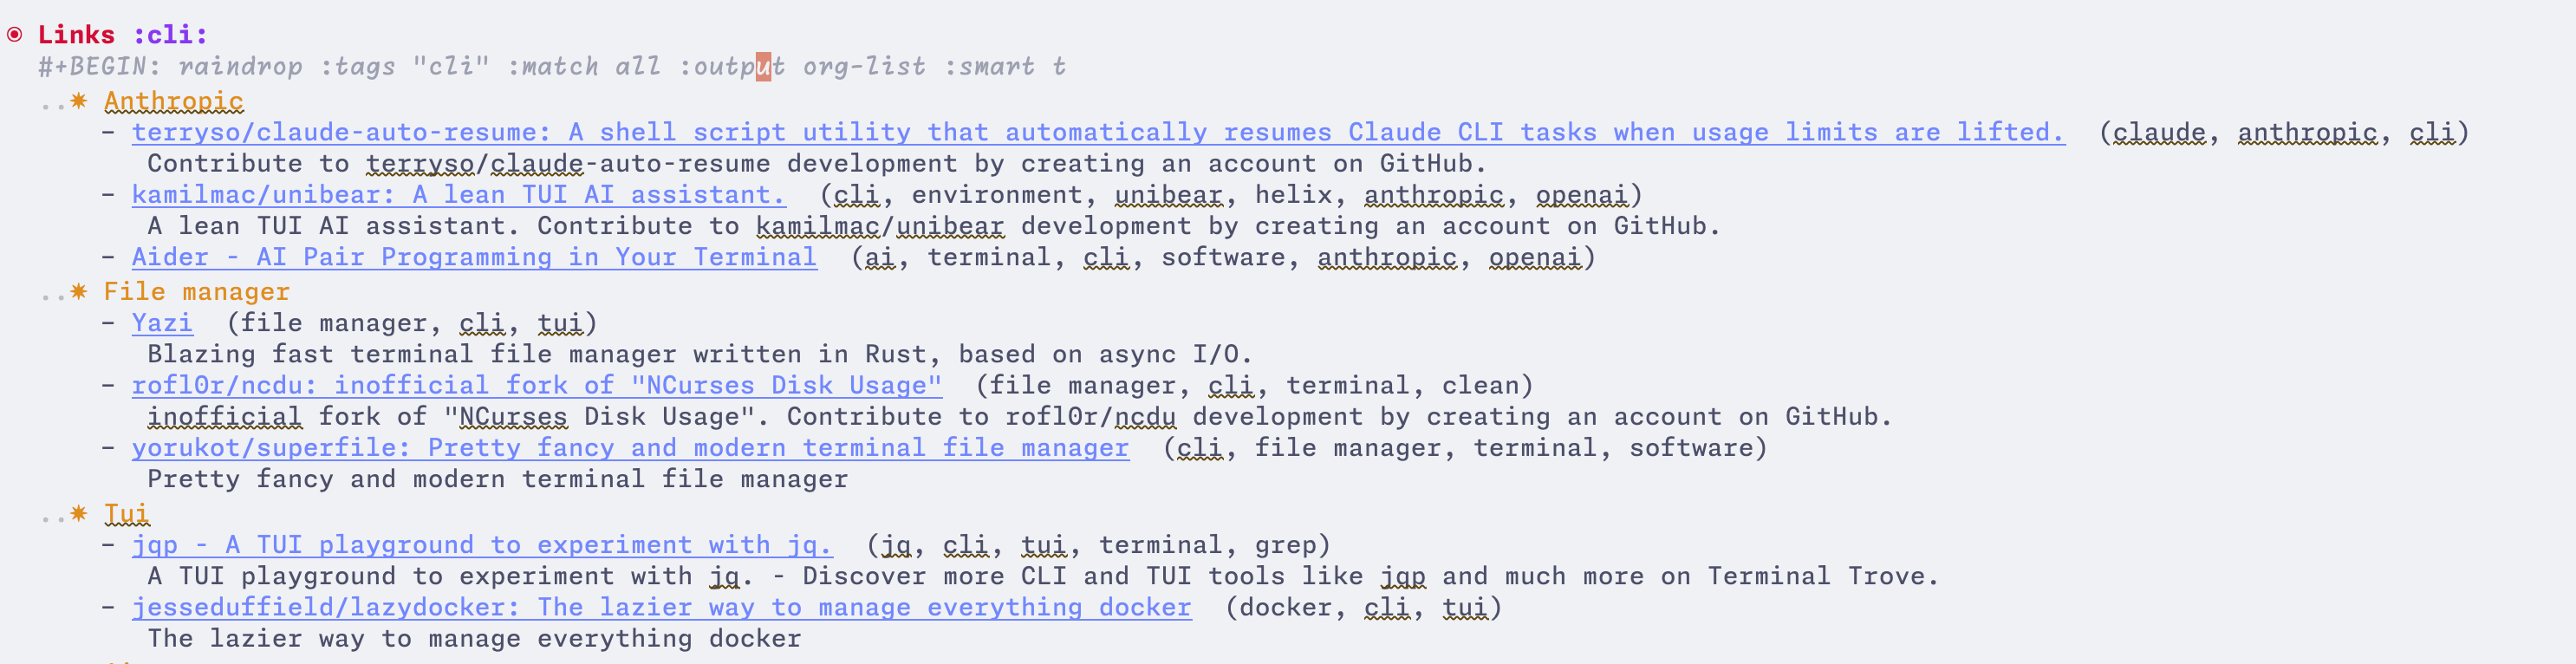 Links :cli:
#+BEGIN: raindrop :tags "cli" :match all :output org-list :smart t
..✷ Anthropic
– terryso/claude-auto-resume: A shell script utility that automatically resumes Claude CLI tasks when usage limits are lifted. (claude, anthropic, cli)
Contribute to terryso/claude-auto-resume development by creating an account on GitHub.
– kamilmac/unibear: A lean TUI AI assistant. (cli, environment, unibear, helix, anthropic, openai)
A lean TUI AI assistant. Contribute to kamilmac/unibear development by creating an account on GitHub.
– Aider - AI Pair Programming in Your Terminal (ai, terminal, cli, software, anthropic, openai)
..✷ File manager
– Yazi (file manager, cli, tui)
Blazing fast terminal file manager written in Rust, based on async I/O.
– rofl0r/ncdu: inofficial fork of "NCurses Disk Usage" (file manager, cli, terminal, clean)
inofficial fork of "NCurses Disk Usage". Contribute to rofl0r/ncdu development by creating an account on GitHub.
– yorukot/superfile: Pretty fancy and modern terminal file manager (cli, file manager, terminal, software)
Pretty fancy and modern terminal file manager
..✷ Tui
– jqp - A TUI playground to experiment with jq. (jq, cli, tui, terminal, grep)
A TUI playground to experiment with jq. - Discover more CLI and TUI tools like jqp and much more on Terminal Trove.
– jesseduffield/lazydocker: The lazier way to manage everything docker (docker, cli, tui)
The lazier way to manage everything docker